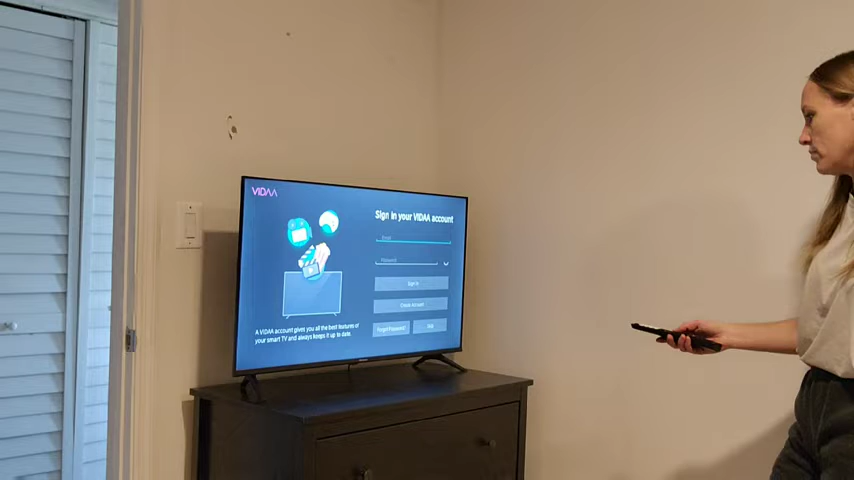 VIDAA
Sign in your VIDAA account
Email
Password
Sign In
Create Account
Forgot Password?
Skip
A VIDAA account gives you all the best features of
your smart TV and always keeps it up to date.